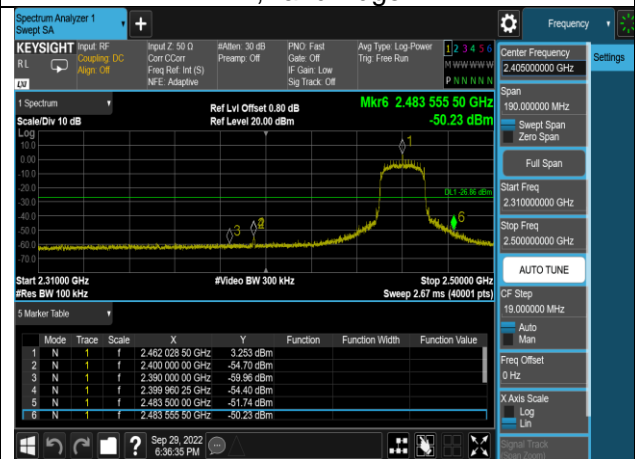 Spectrum Analyzer 1
Swept SA
Frequency
KEYSIGHT
RL
LXI
Input: RF
Coupling: DC
Align: Off
Input Z: 50 Ω
Corr CCorr
Freq Ref: Int (S)
NFE: Adaptive
#Atten: 30 dB
Preamp: Off
PNO: Fast
Gate: Off
IF Gain: Low
Sig Track: Off
Avg Type: Log-Power
Trig: Free Run
1 2 3 4 5 6
M W W W W W
P N N N N N
Center Frequency
2.405000000 GHz
Settings
1 Spectrum
Scale/Div 10 dB
Ref Lvl Offset 0.80 dB
Ref Level 20.00 dBm
Mkr6 2.483 555 50 GHz
-50.23 dBm
Span
190.000000 MHz
Swept Span
Zero Span
Full Span
Start Freq
2.310000000 GHz
Stop Freq
2.500000000 GHz
AUTO TUNE
CF Step
19.000000 MHz
Auto
Man
Freq Offset
0 Hz
X Axis Scale
Log
Lin
Signal Track
(Span Zoom)
Log
10.0
0.00
-10.0
-20.0
-30.0
-40.0
-50.0
-60.0
-70.0
1
DL1 -26.86 dBm
3
6
Start 2.31000 GHz
#Res BW 100 kHz
#Video BW 300 kHz
Stop 2.50000 GHz
Sweep 2.67 ms (40001 pts)
5 Marker Table
Mode Trace Scale X Y Function Function Width Function Value
1 N 1 f 2.462 028 50 GHz 3.253 dBm
2 N 1 f 2.400 000 00 GHz -54.70 dBm
3 N 1 f 2.390 000 00 GHz -59.96 dBm
4 N 1 f 2.399 960 25 GHz -54.40 dBm
5 N 1 f 2.483 500 00 GHz -51.74 dBm
6 N 1 f 2.483 555 50 GHz -50.23 dBm
?
Sep 29, 2022
6:36:35 PM